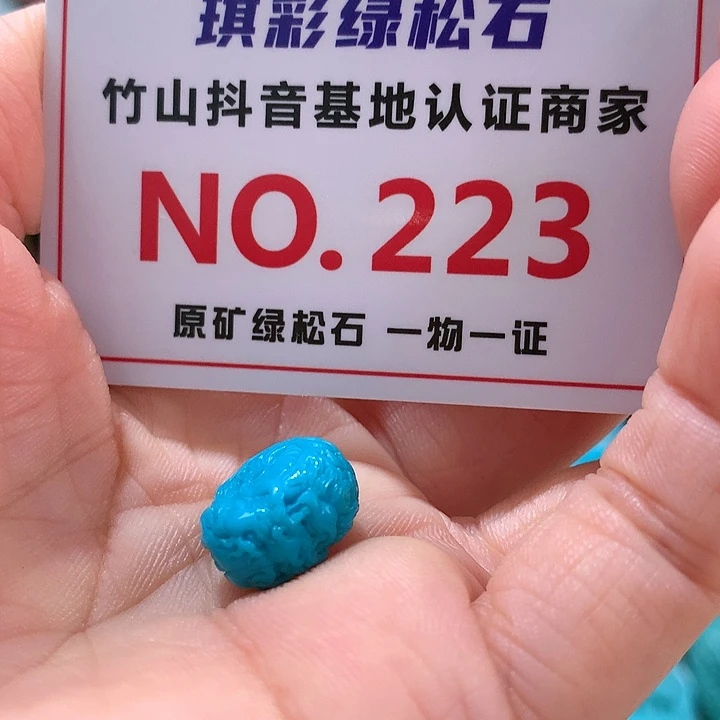 琪彩绿松石
竹山抖音基地认证商家
NO. 223
原矿绿松石 一物一证